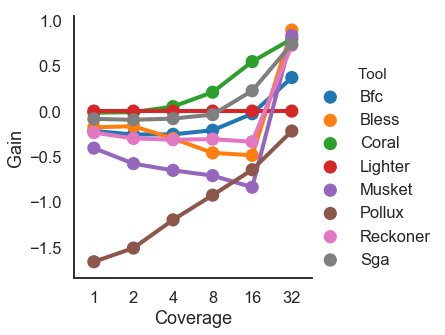 1.0
0.5
0.0
−0.5
−1.0
−1.5
Gain
1 2 4 8 16 32
Coverage
Tool
Bfc
Bless
Coral
Lighter
Musket
Pollux
Reckoner
Sga